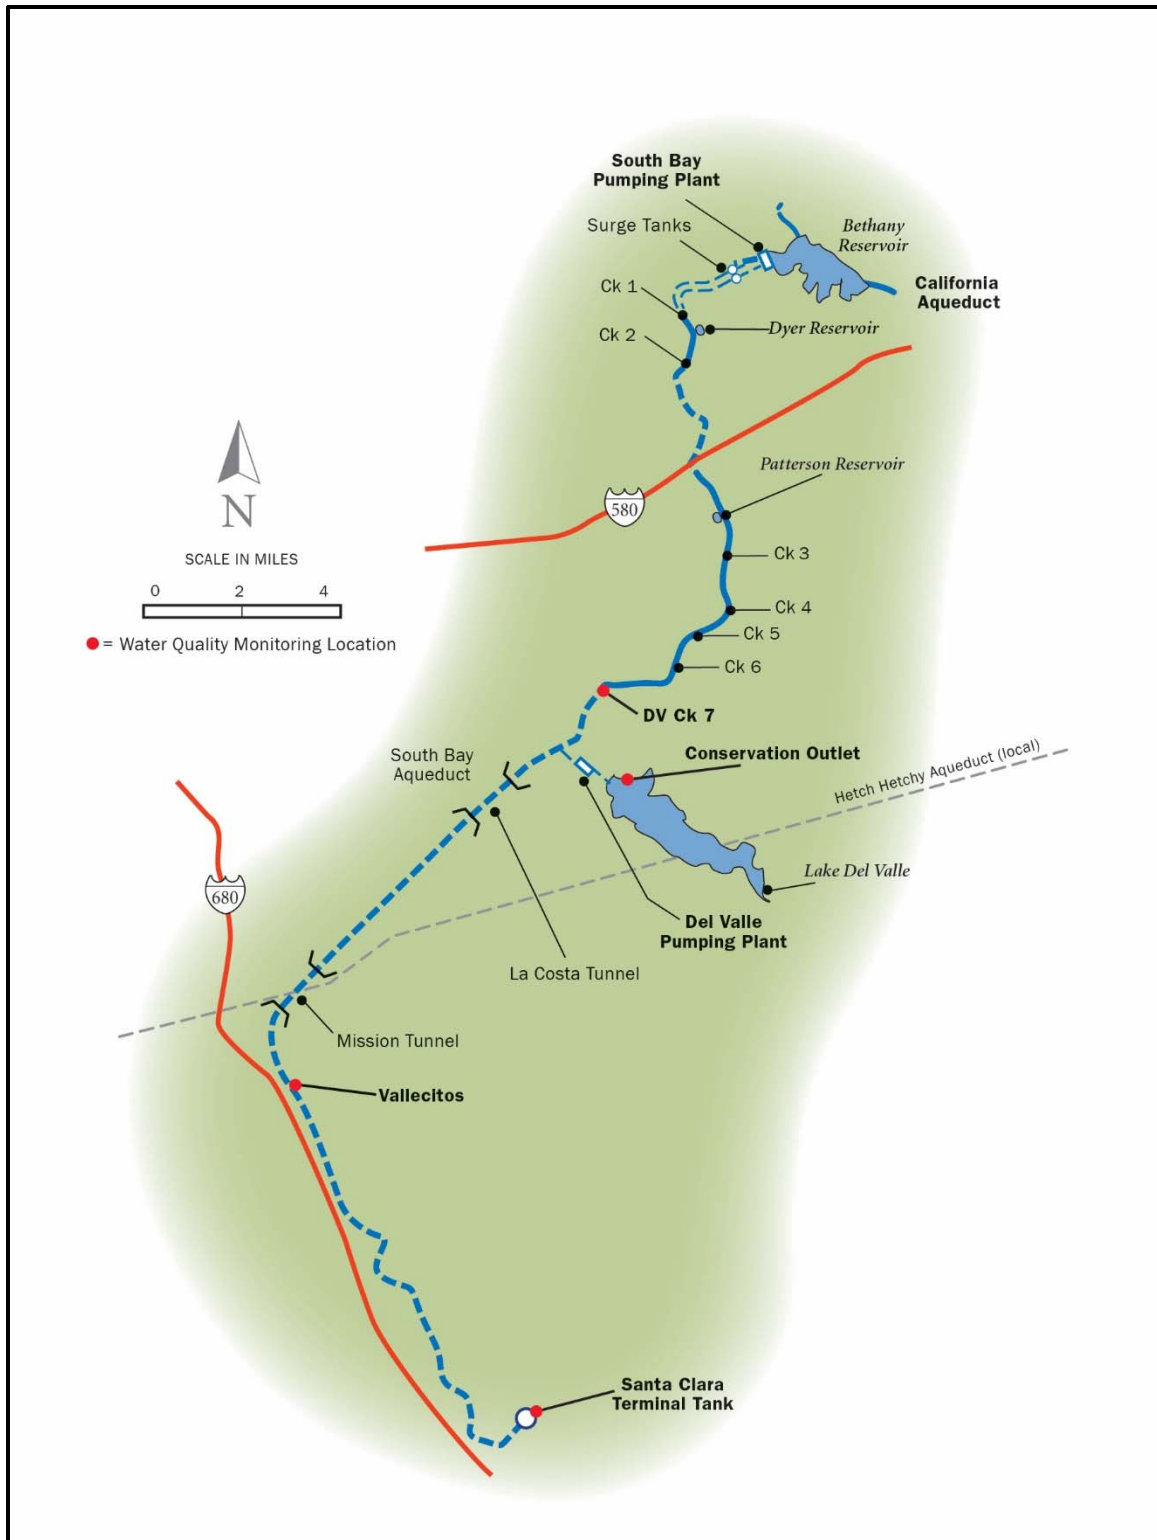 South Bay
Pumping Plant
Surge Tanks
Bethany
Reservoir
California
Aqueduct
Ck 1
Dyer Reservoir
Ck 2
Patterson Reservoir
580
N
SCALE IN MILES
0 2 4
= Water Quality Monitoring Location
Ck 3
Ck 4
Ck 5
Ck 6
DV Ck 7
Conservation Outlet
South Bay
Aqueduct
Hetch Hetchy Aqueduct (local)
Lake Del Valle
680
Del Valle
Pumping Plant
La Costa Tunnel
Mission Tunnel
Vallecitos
Santa Clara
Terminal Tank